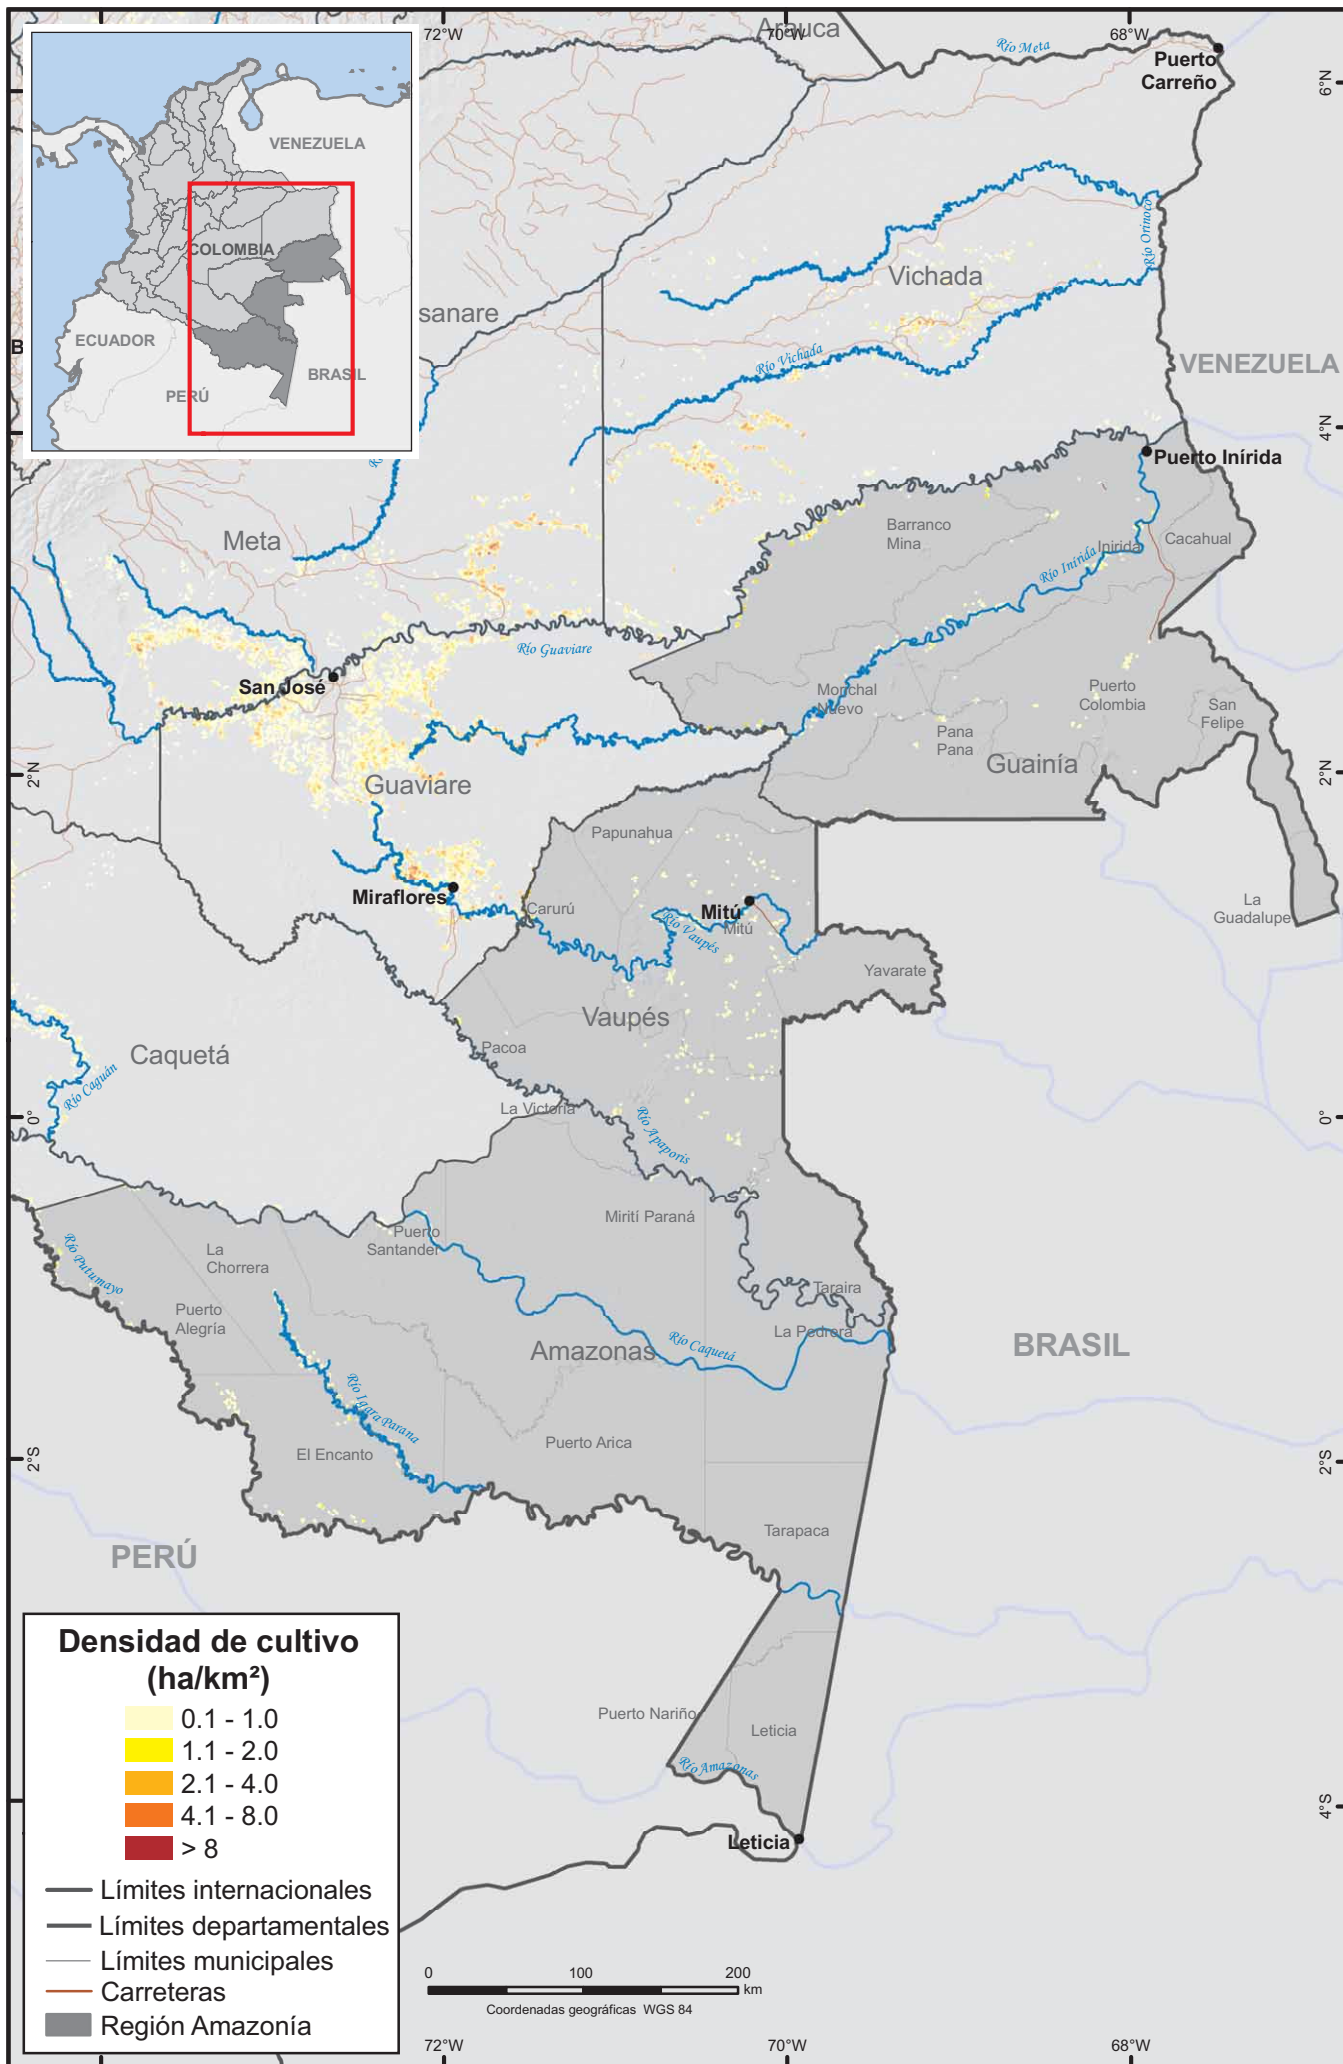 72°W
70°W
68°W
Arauca
Río Meta
Puerto
Carreño
6°N
VENEZUELA
COLOMBIA
ECUADOR
PERÚ
BRASIL
Río Orinoco
Vichada
sanare
B
Río Vichada
VENEZUELA
4°N
Puerto Inírida
R
Meta
Barranco
Mina
Inirida
Cacahual
Río Inírida
Río Guaviare
San José
Morichal
Nuevo
Puerto
Colombia
San
Felipe
Pana
Pana
Guainía
2°N
2°N
Guaviare
Papunahua
Miraflores
Carurú
Mitú
Mitú
Río Vaupés
La
Guadalupe
Yavarate
Vaupés
Caquetá
Pacoa
Río Caguán
La Victoria
Río Apaporis
0°
0°
Mirití Paraná
Puerto
Santander
La
Chorrera
Río Putumayo
Puerto
Alegría
Taraira
La Pedrera
BRASIL
Amazonas
Río Caquetá
Río Igara Parana
El Encanto
Puerto Arica
2°S
2°S
Tarapaca
PERÚ
Puerto Nariño
Leticia
Río Amazonas
4°S
Leticia
Densidad de cultivo
(ha/km²)
0.1 - 1.0
1.1 - 2.0
2.1 - 4.0
4.1 - 8.0
> 8
Límites internacionales
Límites departamentales
Límites municipales
Carreteras
Región Amazonía
0 100 200
km
Coordenadas geográficas WGS 84
72°W
70°W
68°W